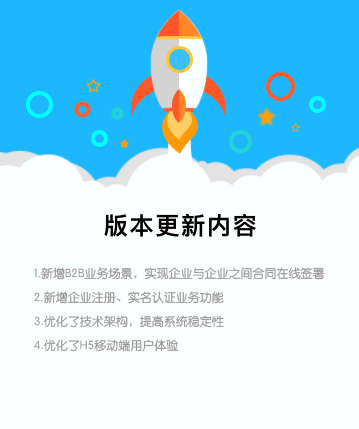 版本更新内容
1.新增B2B业务场景，实现企业与企业之间合同在线签署
2.新增企业注册、实名认证业务功能
3.优化了技术架构，提高系统稳定性
4.优化了H5移动端用户体验